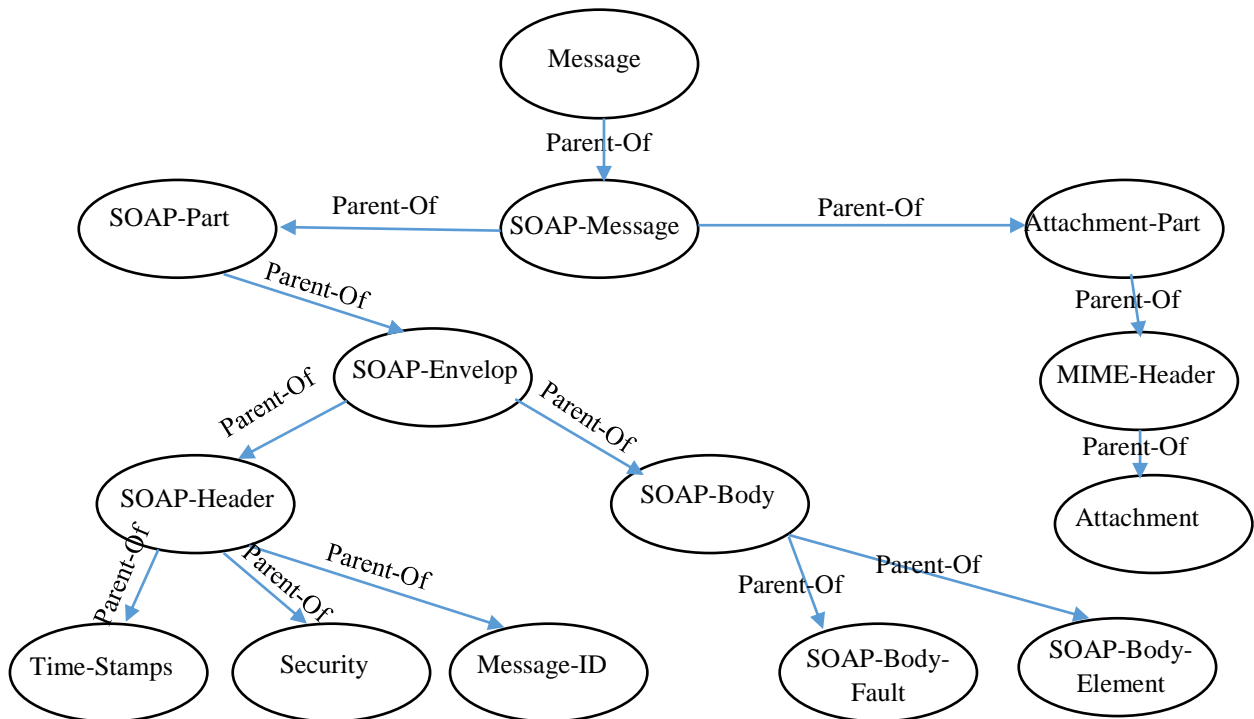 Message
Parent-Of
SOAP-Part
Parent-Of
SOAP-Message
Parent-Of
Attachment-Part
Parent-Of
Parent-Of
SOAP-Envelop
MIME-Header
Parent-Of
Parent-Of
Parent-Of
SOAP-Header
SOAP-Body
Attachment
Parent-Of
Parent-Of
Parent-Of
Parent-Of
Parent-Of
Time-Stamps
Security
Message-ID
SOAP-Body-
Fault
SOAP-Body-
Element